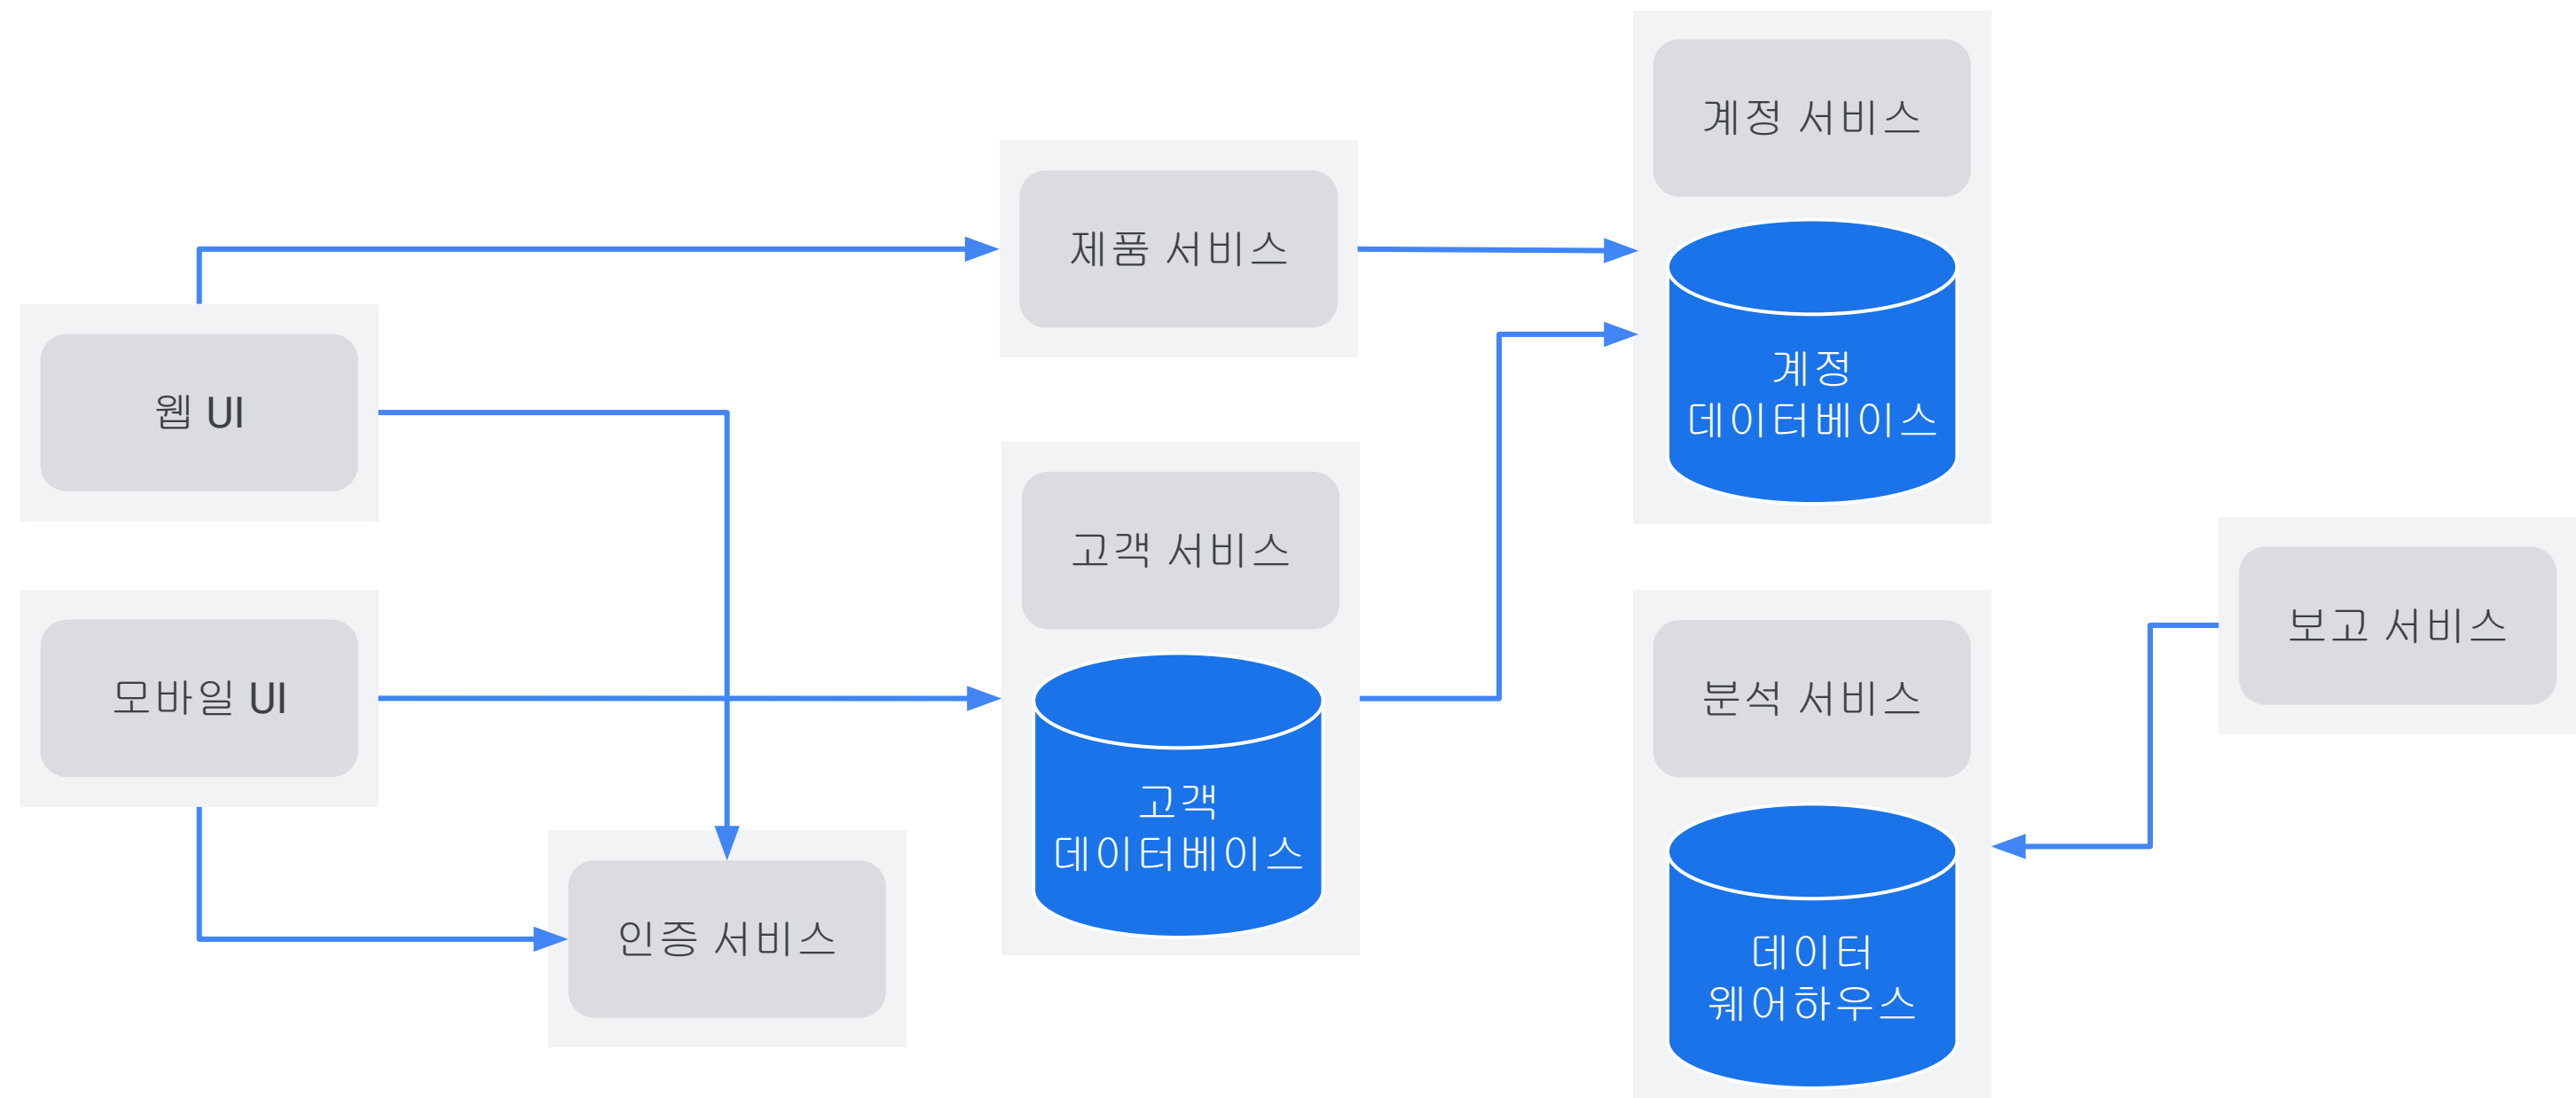 계정 서비스
제품 서비스
계정
데이터베이스
웹 UI
고객 서비스
보고 서비스
모바일 UI
분석 서비스
고객
데이터베이스
인증 서비스
데이터
웨어하우스